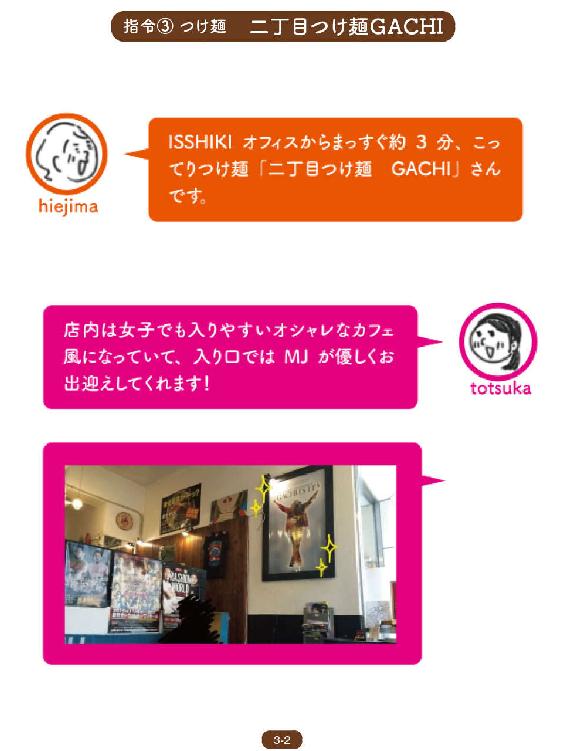 指令③ つけ麺　二丁目つけ麺GACHI
ISSHIKI オフィスからまっすぐ約 3 分、こっ
てりつけ麺「二丁目つけ麺　GACHI」さん
です。
hiejima
店内は女子でも入りやすいオシャレなカフェ
風になっていて、入り口では MJ が優しくお
出迎えしてくれます！
totsuka
3-2